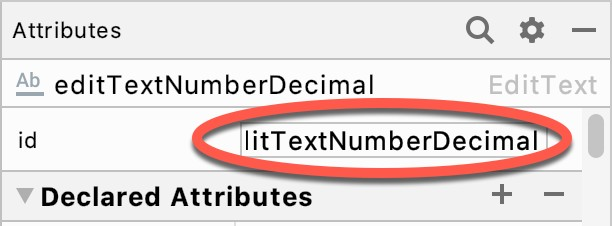 Attributes
Ab editTextNumberDecimal EditText
id litTextNumberDecimal
Declared Attributes